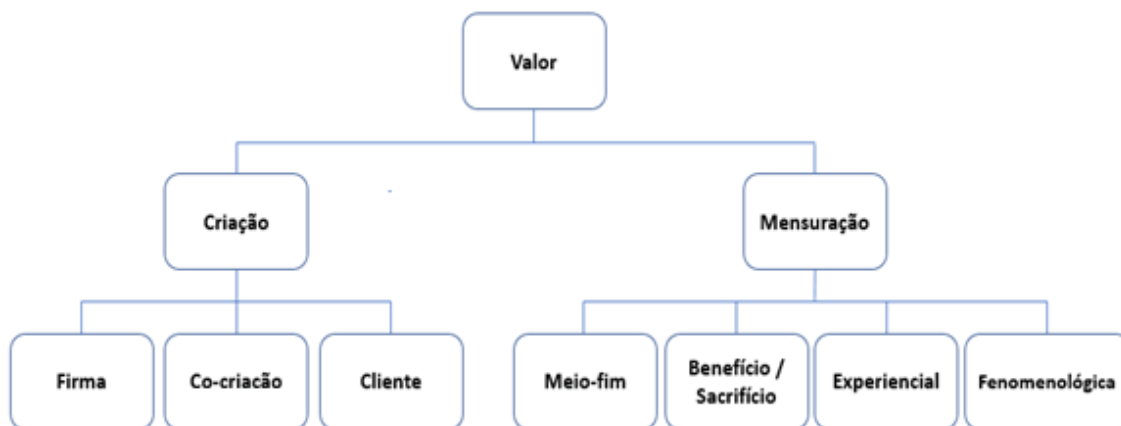 Valor
Criação
Mensuração
Firma
Co-criacão
Cliente
Meio-fim
Benefício /
Sacrifício
Experiencial
Fenomenológica